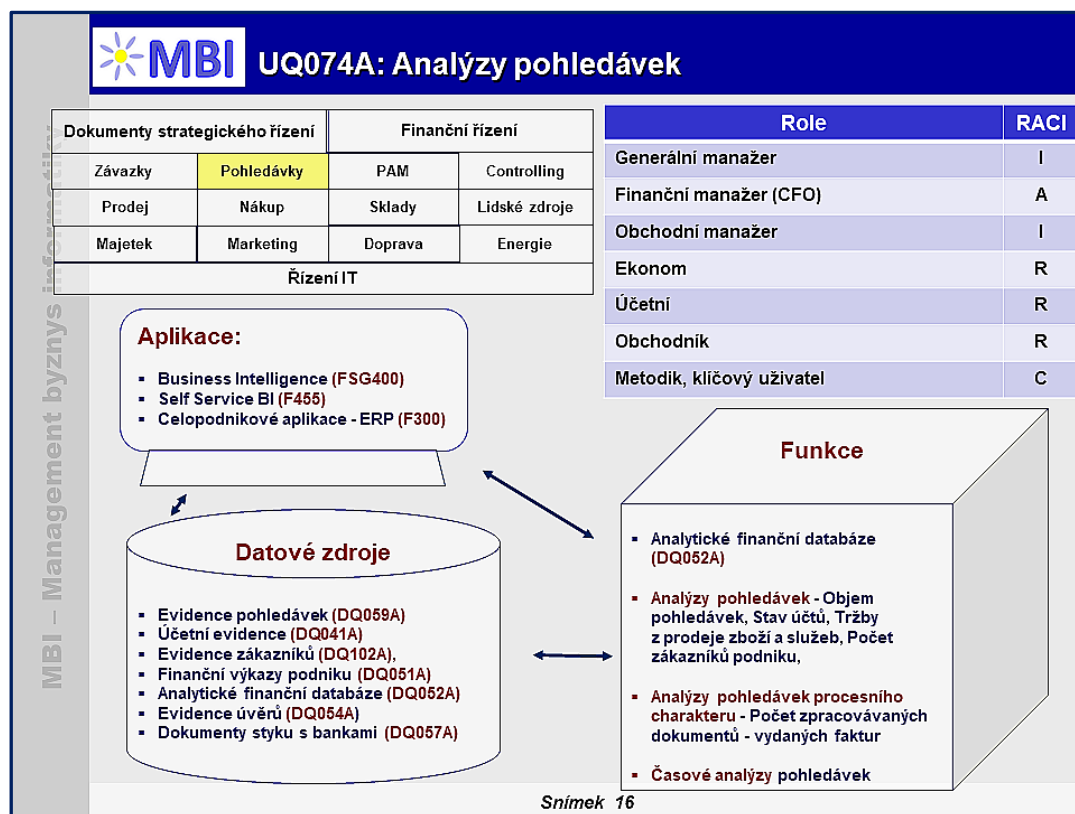 MBI
UQ074A: Analýzy pohledávek
MBI – Management byznys informatiky
Dokumenty strategického řízení Finanční řízení
Závazky Pohledávky PAM Controlling
Prodej Nákup Sklady Lidské zdroje
Majetek Marketing Doprava Energie
Řízení IT
Role RACI
Generální manažer I
Finanční manažer (CFO) A
Obchodní manažer I
Ekonom R
Účetní R
Obchodník R
Metodik, klíčový uživatel C
Aplikace:
▪ Business Intelligence (FSG400)
▪ Self Service BI (F455)
▪ Celopodnikové aplikace - ERP (F300)
Datové zdroje
▪ Evidence pohledávek (DQ059A)
▪ Účetní evidence (DQ041A)
▪ Evidence zákazníků (DQ102A),
▪ Finanční výkazy podniku (DQ051A)
▪ Analytické finanční databáze (DQ052A)
▪ Evidence úvěrů (DQ054A)
▪ Dokumenty styku s bankami (DQ057A)
Funkce
▪ Analytické finanční databáze
(DQ052A)
▪ Analýzy pohledávek - Objem
pohledávek, Stav účtů, Tržby
z prodeje zboží a služeb, Počet
zákazníků podniku,
▪ Analýzy pohledávek procesního
charakteru - Počet zpracovávaných
dokumentů - vydaných faktur
▪ Časové analýzy pohledávek
Snímek 16